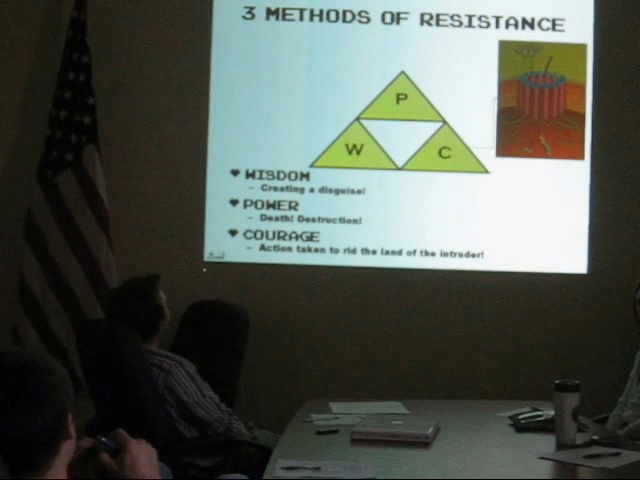 3 METHODS OF RESISTANCE
P
W C
WISDOM
- Creating a disguise!
POWER
- Death! Destruction!
COURAGE
- Action taken to rid the land of the intruder!